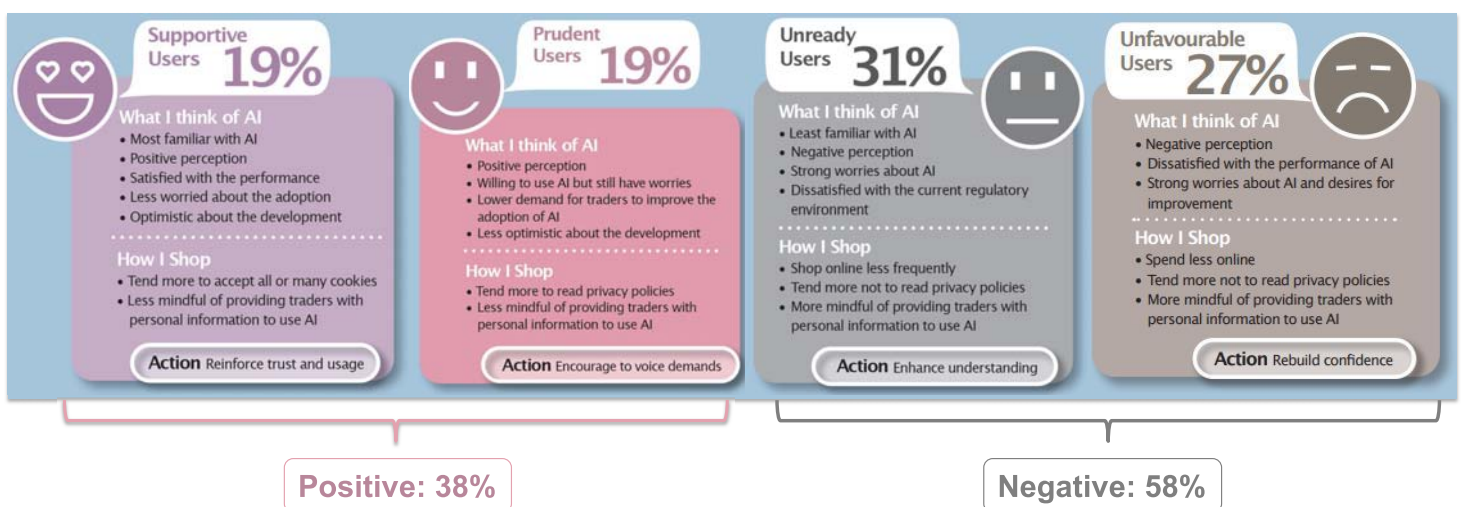 Supportive
Users 19%
What I think of AI
• Most familiar with AI
• Positive perception
• Satisfied with the performance
• Less worried about the adoption
• Optimistic about the development
How I Shop
• Tend more to accept all or many cookies
• Less mindful of providing traders with
personal information to use AI
Action Reinforce trust and usage
Prudent
Users 19%
What I think of AI
• Positive perception
• Willing to use AI but still have worries
• Lower demand for traders to improve the
adoption of AI
• Less optimistic about the development
How I Shop
• Tend more to read privacy policies
• Less mindful of providing traders with
personal information to use AI
Action Encourage to voice demands
Unready
Users 31%
What I think of AI
• Least familiar with AI
• Negative perception
• Strong worries about AI
• Dissatisfied with the current regulatory
environment
How I Shop
• Shop online less frequently
• Tend more not to read privacy policies
• More mindful of providing traders with
personal information to use AI
Action Enhance understanding
Unfavourable
Users 27%
What I think of AI
• Negative perception
• Dissatisfied with the performance of AI
• Strong worries about AI and desires for
improvement
How I Shop
• Spend less online
• Tend more not to read privacy policies
• More mindful of providing traders with
personal information to use AI
Action Rebuild confidence
Positive: 38%
Negative: 58%